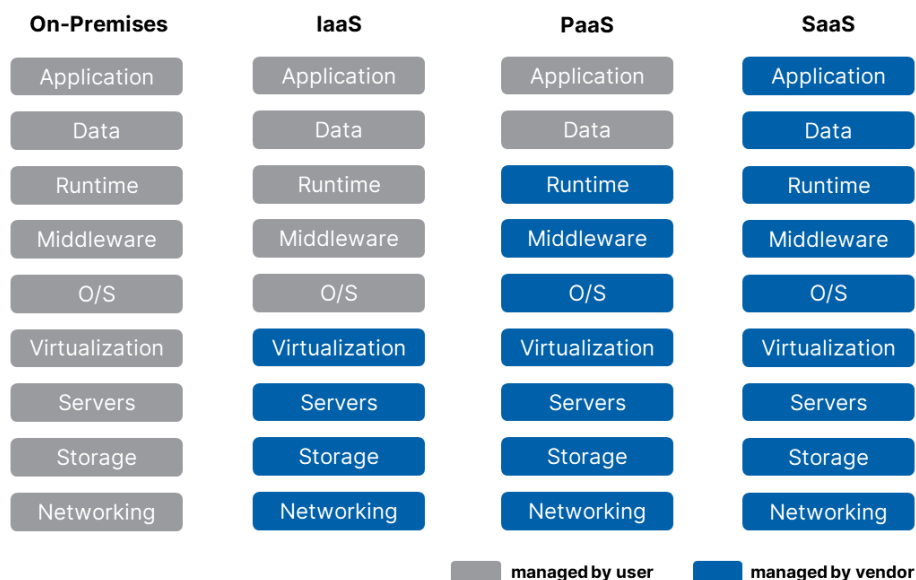 On-Premises IaaS PaaS SaaS
Application Application Application Application
Data Data Data Data
Runtime Runtime Runtime Runtime
Middleware Middleware Middleware Middleware
O/S O/S O/S O/S
Virtualization Virtualization Virtualization Virtualization
Servers Servers Servers Servers
Storage Storage Storage Storage
Networking Networking Networking Networking
managed by user managed by vendor